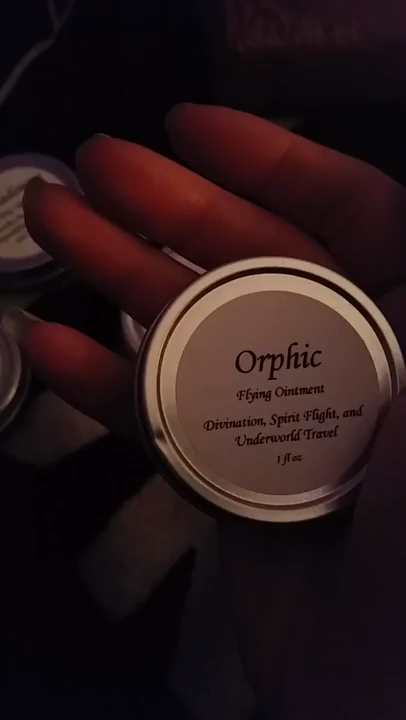 Orphic
Flying Ointment
Divination, Spirit Flight, and
Underworld Travel
1 fl oz